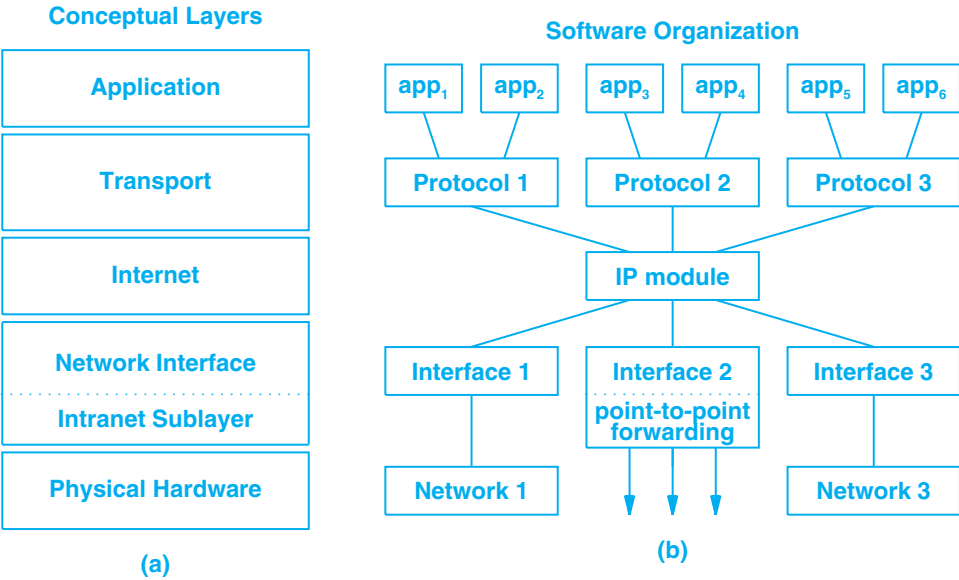 Conceptual Layers
Application
Transport
Internet
Network Interface
Intranet Sublayer
Physical Hardware
(a)
Software Organization
app₁ app₂ app₃ app₄ app₅ app₆
Protocol 1 Protocol 2 Protocol 3
IP module
Interface 1 Interface 2 Interface 3
point-to-point
forwarding
Network 1 Network 3
(b)